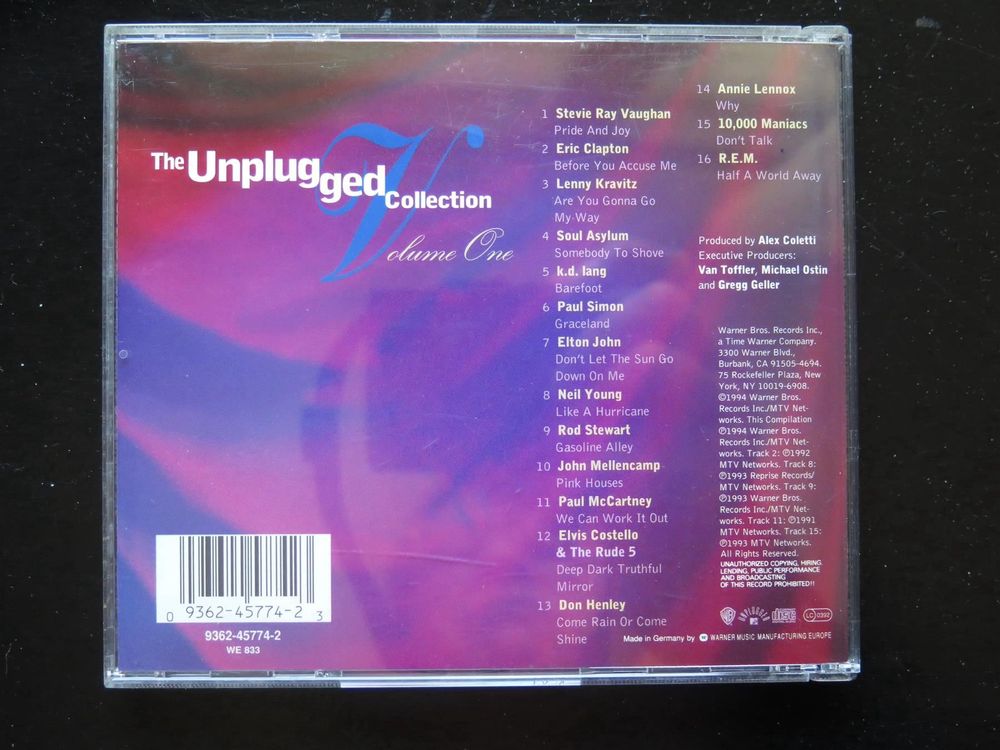 The Unplugged Collection
Volume One
1 Stevie Ray Vaughan
Pride And Joy
2 Eric Clapton
Before You Accuse Me
3 Lenny Kravitz
Are You Gonna Go
My Way
4 Soul Asylum
Somebody To Shove
5 k.d. lang
Barefoot
6 Paul Simon
Graceland
7 Elton John
Don't Let The Sun Go
Down On Me
8 Neil Young
Like A Hurricane
9 Rod Stewart
Gasoline Alley
10 John Mellencamp
Pink Houses
11 Paul McCartney
We Can Work It Out
12 Elvis Costello
& The Rude 5
Deep Dark Truthful
Mirror
13 Don Henley
Come Rain Or Come
Shine
14 Annie Lennox
Why
15 10,000 Maniacs
Don't Talk
16 R.E.M.
Half A World Away
Produced by Alex Coletti
Executive Producers:
Van Toffler, Michael Ostin
and Gregg Geller
Warner Bros. Records Inc.,
a Time Warner Company.
3300 Warner Blvd.,
Burbank, CA 91505-4694.
75 Rockefeller Plaza, New
York, NY 10019-6908.
©1994 Warner Bros.
Records Inc./MTV Net-
works. This Compilation
℗1994 Warner Bros.
Records Inc./MTV Net-
works. Track 2: ℗1992
MTV Networks. Track 8:
℗1993 Reprise Records/
MTV Networks. Track 9:
℗1993 Warner Bros.
Records Inc./MTV Net-
works. Track 11: ℗1991
MTV Networks. Track 15:
℗1993 MTV Networks.
All Rights Reserved.
UNAUTHORIZED COPYING, HIRING,
LENDING, PUBLIC PERFORMANCE
AND BROADCASTING
OF THIS RECORD PROHIBITED!!
0 9362-45774-2 3
9362-45774-2
WE 833
UNPLUGGED
disc
LC 0392
Made in Germany by WARNER MUSIC MANUFACTURING EUROPE